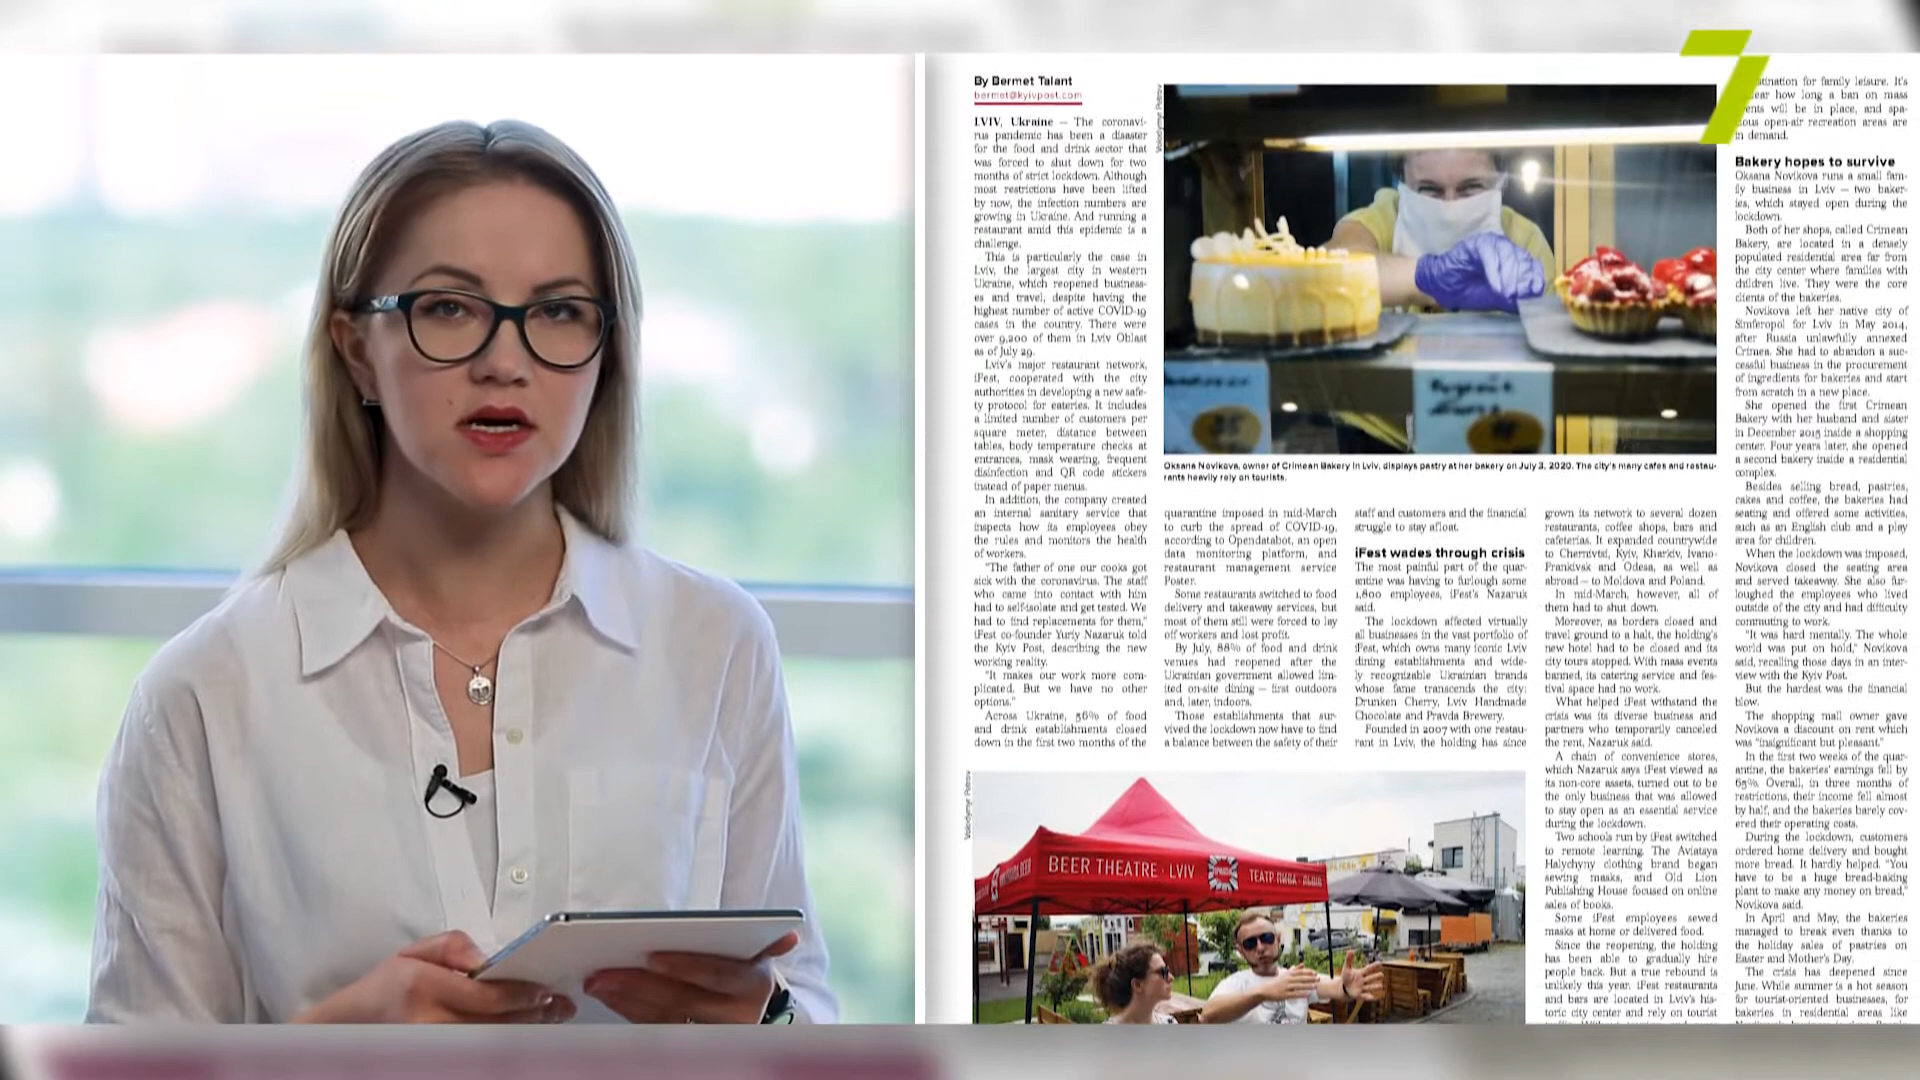 By Bermet Talant
bermet@kyivpost.com
LVIV, Ukraine — The coronavi-
rus pandemic has been a disaster
for the food and drink sector that
was forced to shut down for two
months of strict lockdown. Although
most restrictions have been lifted
by now, the infection numbers are
growing in Ukraine. And running a
restaurant amid this epidemic is a
challenge.
This is particularly the case in
Lviv, the largest city in western
Ukraine, which reopened business-
es and travel, despite having the
highest number of active COVID-19
cases in the country. There were
over 9,200 of them in Lviv Oblast
as of July 29.
Lviv's major restaurant network,
!Fest, cooperated with the city
authorities in developing a new safe-
ty protocol for eateries. It includes
a limited number of customers per
square meter, distance between
tables, body temperature checks at
entrances, mask wearing, frequent
disinfection and QR code stickers
instead of paper menus.
In addition, the company created
an internal sanitary service that
inspects how its employees obey
the rules and monitors the health
of workers.
"The father of one our cooks got
sick with the coronavirus. The staff
who came into contact with him
had to self-isolate and get tested. We
had to find replacements for them,"
!Fest co-founder Yuriy Nazaruk told
the Kyiv Post, describing the new
working reality.
"It makes our work more com-
plicated. But we have no other
options."
Across Ukraine, 56% of food
and drink establishments closed
down in the first two months of the
Volodymyr Petrov
Oksana Novikova, owner of Crimean Bakery in Lviv, displays pastry at her bakery on July 3, 2020. The city's many cafes and restau-
rants heavily rely on tourists.
quarantine imposed in mid-March
to curb the spread of COVID-19,
according to Opendatabot, an open
data monitoring platform, and
restaurant management service
Poster.
Some restaurants switched to food
delivery and takeaway services, but
most of them still were forced to lay
off workers and lost profit.
By July, 88% of food and drink
venues had reopened after the
Ukrainian government allowed lim-
ited on-site dining — first outdoors
and, later, indoors.
Those establishments that sur-
vived the lockdown now have to find
a balance between the safety of their
staff and customers and the financial
struggle to stay afloat.
!Fest wades through crisis
The most painful part of the quar-
antine was having to furlough some
1,800 employees, !Fest's Nazaruk
said.
The lockdown affected virtually
all businesses in the vast portfolio of
!Fest, which owns many iconic Lviv
dining establishments and wide-
ly recognizable Ukrainian brands
whose fame transcends the city:
Drunken Cherry, Lviv Handmade
Chocolate and Pravda Brewery.
Founded in 2007 with one restau-
rant in Lviv, the holding has since
grown its network to several dozen
restaurants, coffee shops, bars and
cafeterias. It expanded countrywide
to Chernivtsi, Kyiv, Kharkiv, Ivano-
Frankivsk and Odesa, as well as
abroad — to Moldova and Poland.
In mid-March, however, all of
them had to shut down.
Moreover, as borders closed and
travel ground to a halt, the holding's
new hotel had to be closed and its
city tours stopped. With mass events
banned, its catering service and fes-
tival space had no work.
What helped !Fest withstand the
crisis was its diverse business and
partners who temporarily canceled
the rent, Nazaruk said.
A chain of convenience stores,
which Nazaruk says !Fest viewed as
its non-core assets, turned out to be
the only business that was allowed
to stay open as an essential service
during the lockdown.
Two schools run by !Fest switched
to remote learning. The Aviatsiya
Halychyny clothing brand began
sewing masks, and Old Lion
Publishing House focused on online
sales of books.
Some !Fest employees sewed
masks at home or delivered food.
Since the reopening, the holding
has been able to gradually hire
people back. But a true rebound is
unlikely this year. !Fest restaurants
and bars are located in Lviv's his-
toric city center and rely on tourist
tination for family leisure. It's
ear how long a ban on mass
ents will be in place, and spa-
ious open-air recreation areas are
in demand.
Bakery hopes to survive
Oksana Novikova runs a small fam-
ily business in Lviv — two baker-
ies, which stayed open during the
lockdown.
Both of her shops, called Crimean
Bakery, are located in a densely
populated residential area far from
the city center where families with
children live. They were the core
clients of the bakeries.
Novikova left her native city of
Simferopol for Lviv in May 2014,
after Russia unlawfully annexed
Crimea. She had to abandon a suc-
cessful business in the procurement
of ingredients for bakeries and start
from scratch in a new place.
She opened the first Crimean
Bakery with her husband and sister
in December 2015 inside a shopping
center. Four years later, she opened
a second bakery inside a residential
complex.
Besides selling bread, pastries,
cakes and coffee, the bakeries had
seating and offered some activities,
such as an English club and a play
area for children.
When the lockdown was imposed,
Novikova closed the seating area
and served takeaway. She also fur-
loughed the employees who lived
outside of the city and had difficulty
commuting to work.
"It was hard mentally. The whole
world was put on hold," Novikova
said, recalling those days in an inter-
view with the Kyiv Post.
But the hardest was the financial
blow.
The shopping mall owner gave
Novikova a discount on rent which
was "insignificant but pleasant."
In the first two weeks of the quar-
antine, the bakeries' earnings fell by
65%. Overall, in three months of
restrictions, their income fell almost
by half, and the bakeries barely cov-
ered their operating costs.
During the lockdown, customers
ordered home delivery and bought
more bread. It hardly helped. "You
have to be a huge bread-baking
plant to make any money on bread,"
Novikova said.
In April and May, the bakeries
managed to break even thanks to
the holiday sales of pastries on
Easter and Mother's Day.
The crisis has deepened since
June. While summer is a hot season
for tourist-oriented businesses, for
bakeries in residential areas like
Volodymyr Petrov
BEER THEATRE · LVIV
ТЕАТР ПИВА
7